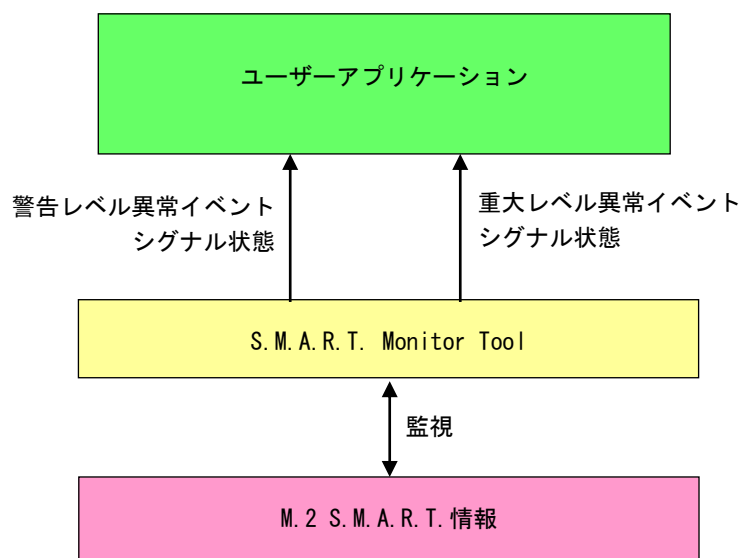 ユーザーアプリケーション
警告レベル異常イベント
シグナル状態
重大レベル異常イベント
シグナル状態
S.M.A.R.T. Monitor Tool
監視
M.2 S.M.A.R.T.情報